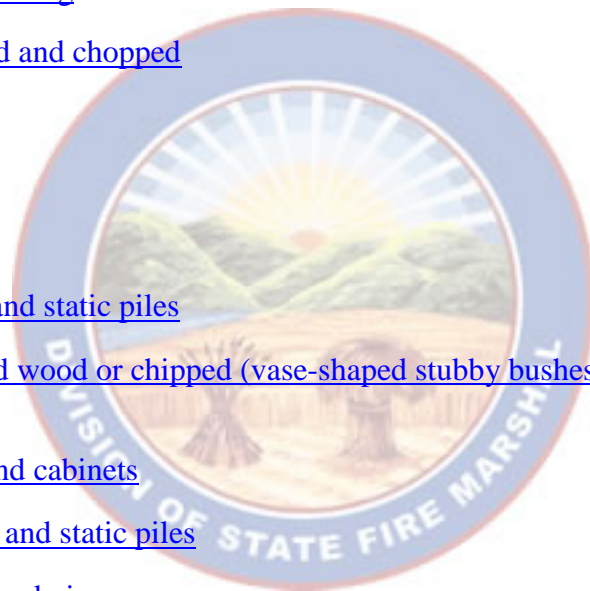 d and chopped
and static piles
d wood or chipped (vase-shaped stubby bushes
nd cabinets
and static piles
DIVISION OF STATE FIRE MARSHAL